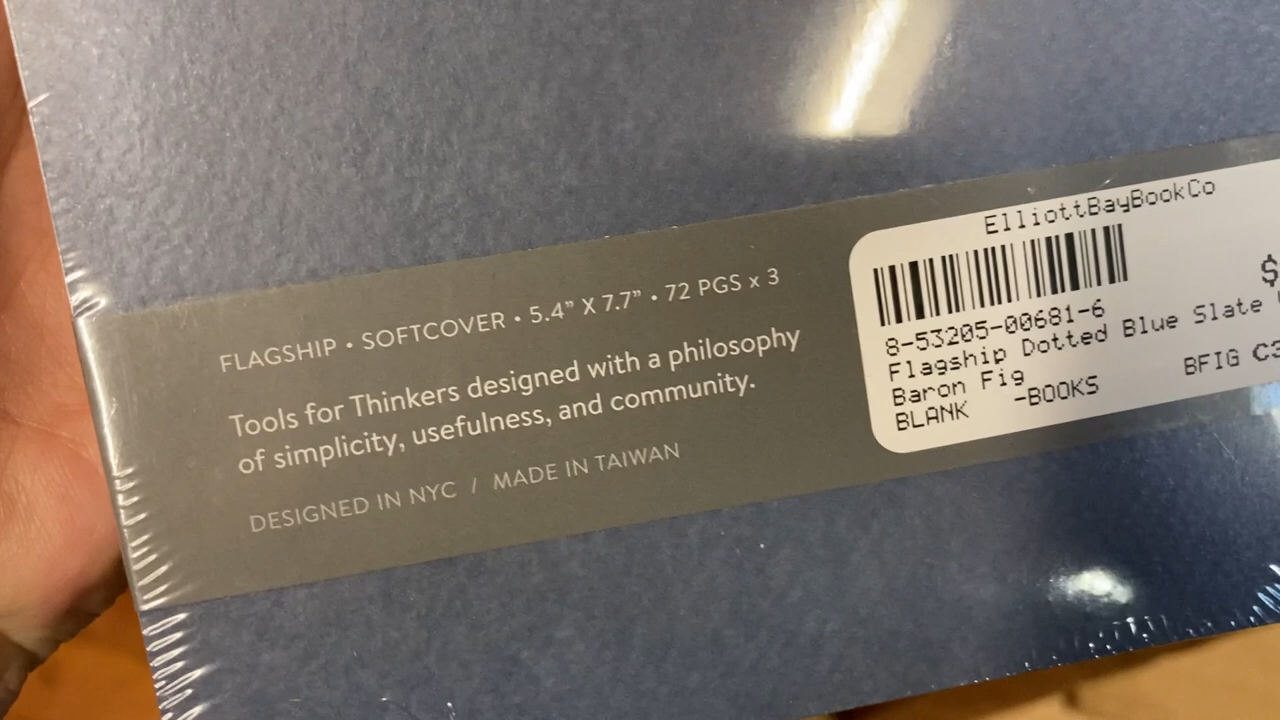 FLAGSHIP • SOFTCOVER • 5.4" X 7.7" • 72 PGS x 3
Tools for Thinkers designed with a philosophy
of simplicity, usefulness, and community.
DESIGNED IN NYC / MADE IN TAIWAN
ElliottBayBookCo
$
8-53205-00681-6
Flagship Dotted Blue Slate
Baron Fig
BFIG
BLANK -BOOKS